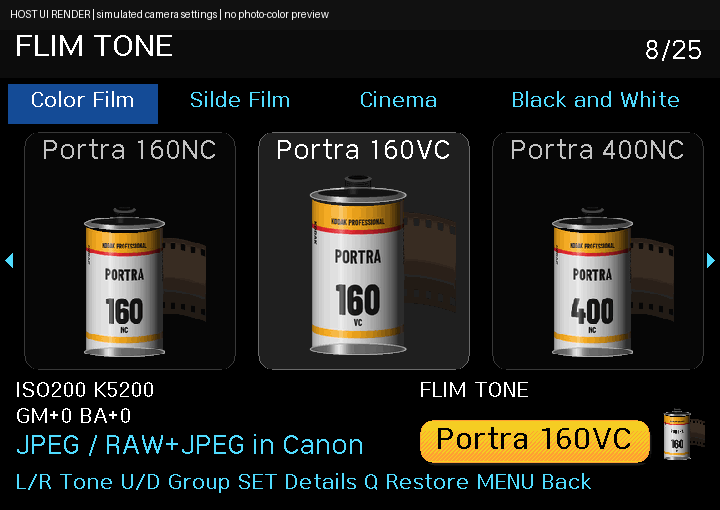 HOST UI RENDER | simulated camera settings | no photo-color preview
FLIM TONE
8/25
Color Film Silde Film Cinema Black and White
Portra 160NC Portra 160VC Portra 400NC
KODAK PROFESSIONAL
KODAK
PORTRA
160
NC
KODAK PROFESSIONAL
KODAK
PORTRA
160
VC
KODAK PROFESSIONAL
PORTRA
400
NC
ISO200 K5200
GM+0 BA+0
FLIM TONE
JPEG / RAW+JPEG in Canon
Portra 160VC
PORTRA
160
L/R Tone U/D Group SET Details Q Restore MENU Back